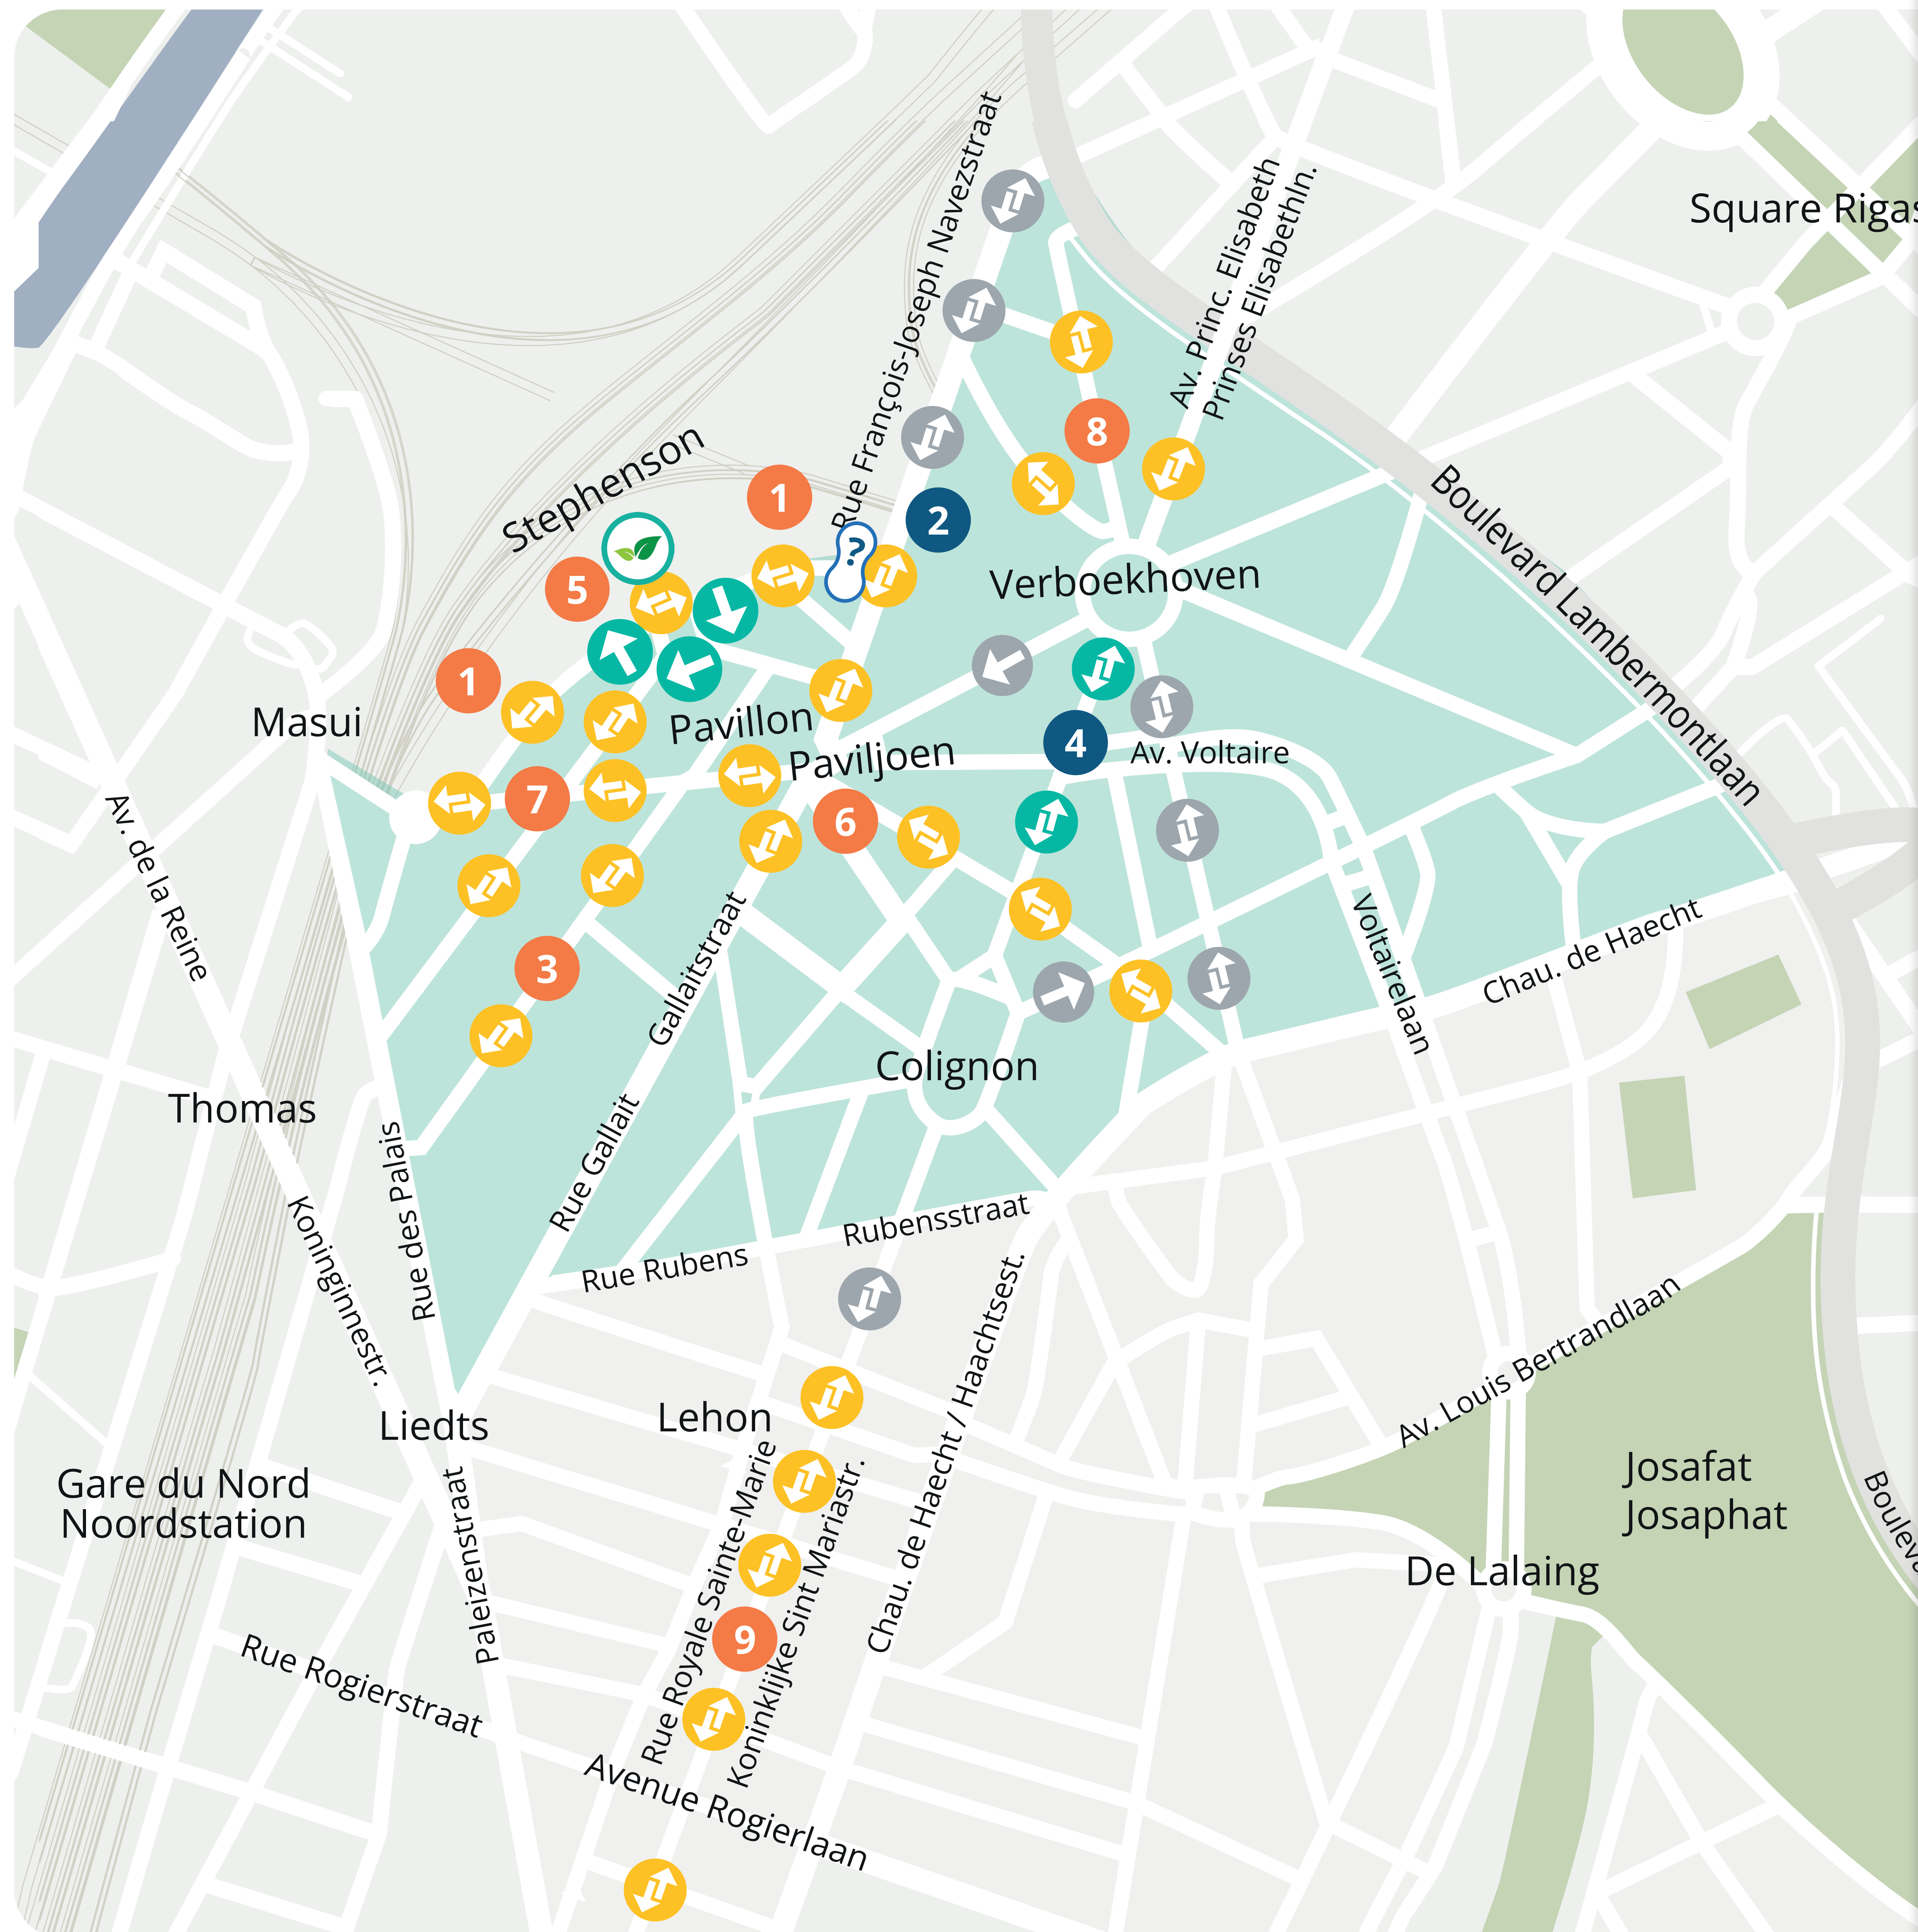 Rue François-Joseph Navezstraat
Av. Princ. Elisabeth
Prinses Elisabethln.
Square Rigas
Stephenson
1
8
2
?
5
Verboekhoven
Boulevard Lambermontlaan
1
Masui
Pavillon
Paviljoen
4
Av. Voltaire
7
6
Av. de la Reine
Gallaitstraat
Voltairelaan
Chau. de Haecht
3
Colignon
Thomas
Rue des Palais
Rue Gallait
Rubensstraat
Rue Rubens
Koninginnestr.
Chau. de Haecht / Haachtsest.
Av. Louis Bertrandlaan
Liedts
Lehon
Gare du Nord
Noordstation
Paleizenstraat
Rue Royale Sainte-Marie
Koninklijke Sint Mariastr.
Josafat
Josaphat
Bouleva
De Lalaing
9
Rue Rogierstraat
Avenue Rogierlaan